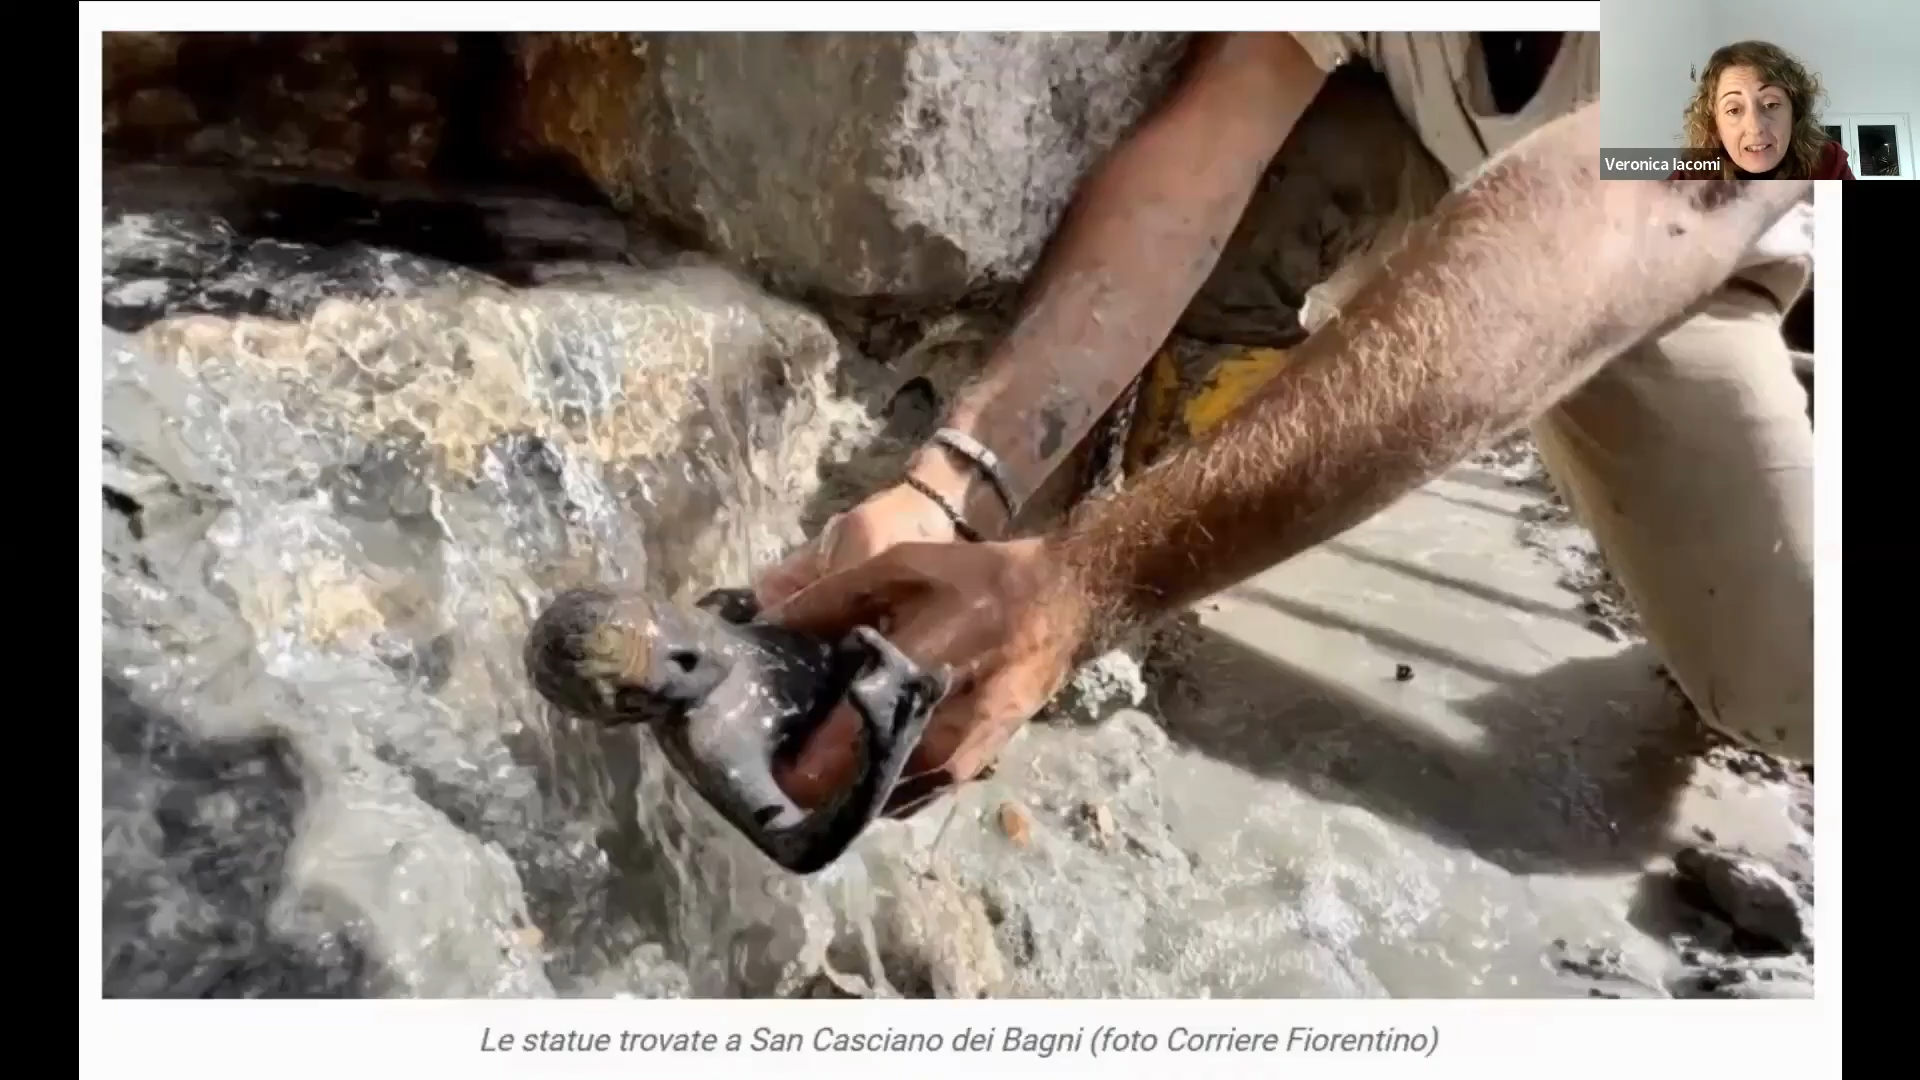 Veronica Iacomi
Le statue trovate a San Casciano dei Bagni (foto Corriere Fiorentino)